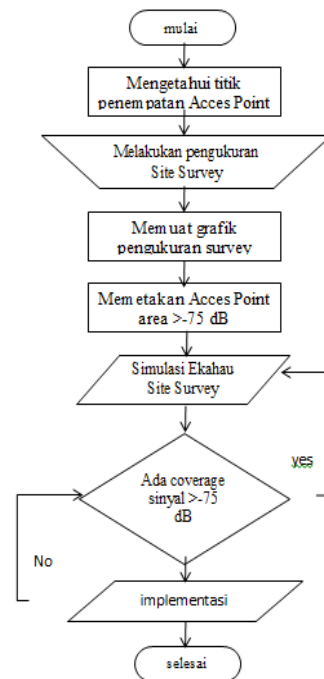 mulai
Mengetahui titik
penempatan Acces Point
Melakukan pengukuran
Site Survey
Memuat grafik
pengukuran survey
Memetakan Acces Point
area >-75 dB
Simulasi Ekahau
Site Survey
yes
Ada coverage
sinyal >-75
dB
No
implementasi
selesai